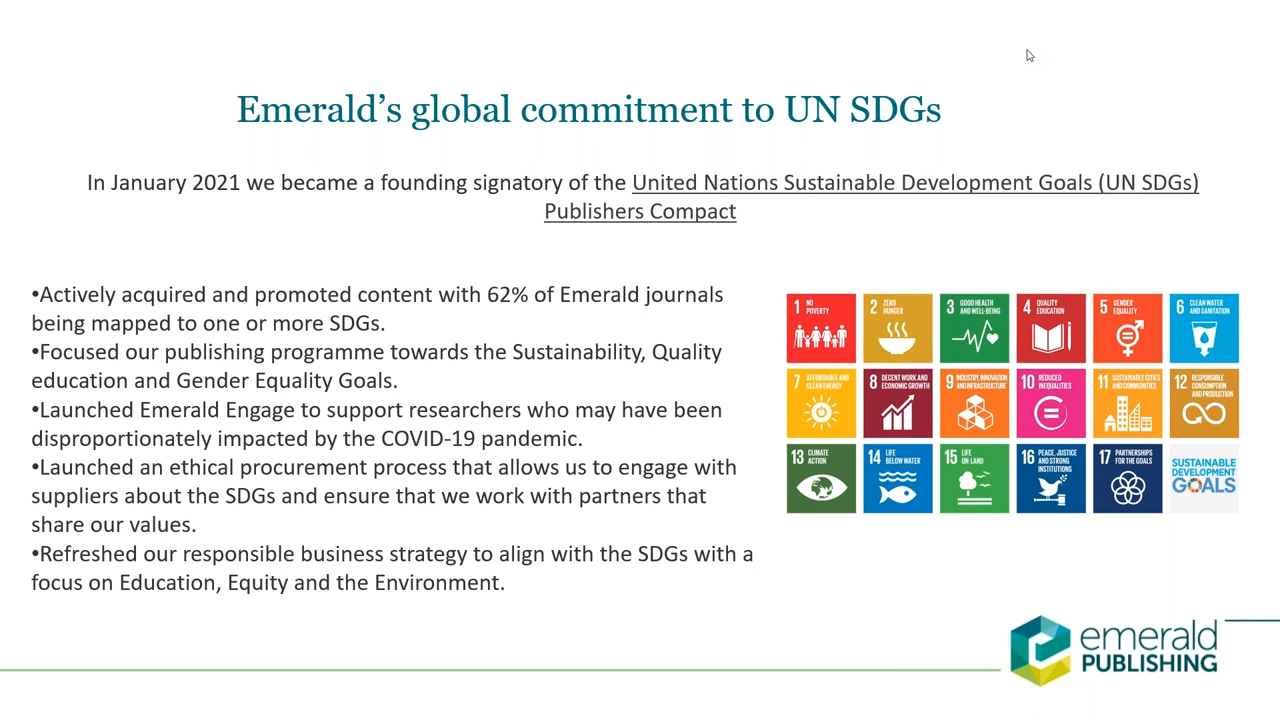 Emerald’s global commitment to UN SDGs
In January 2021 we became a founding signatory of the United Nations Sustainable Development Goals (UN SDGs)
Publishers Compact
•Actively acquired and promoted content with 62% of Emerald journals
being mapped to one or more SDGs.
•Focused our publishing programme towards the Sustainability, Quality
education and Gender Equality Goals.
•Launched Emerald Engage to support researchers who may have been
disproportionately impacted by the COVID-19 pandemic.
•Launched an ethical procurement process that allows us to engage with
suppliers about the SDGs and ensure that we work with partners that
share our values.
•Refreshed our responsible business strategy to align with the SDGs with a
focus on Education, Equity and the Environment.
1 NO
POVERTY
2 ZERO
HUNGER
3 GOOD HEALTH
AND WELL-BEING
4 QUALITY
EDUCATION
5 GENDER
EQUALITY
6 CLEAN WATER
AND SANITATION
7 AFFORDABLE AND
CLEAN ENERGY
8 DECENT WORK AND
ECONOMIC GROWTH
9 INDUSTRY, INNOVATION
AND INFRASTRUCTURE
10 REDUCED
INEQUALITIES
11 SUSTAINABLE CITIES
AND COMMUNITIES
12 RESPONSIBLE
CONSUMPTION
AND PRODUCTION
13 CLIMATE
ACTION
14 LIFE
BELOW WATER
15 LIFE
ON LAND
16 PEACE, JUSTICE
AND STRONG
INSTITUTIONS
17 PARTNERSHIPS
FOR THE GOALS
SUSTAINABLE
DEVELOPMENT
GOALS
emerald
PUBLISHING